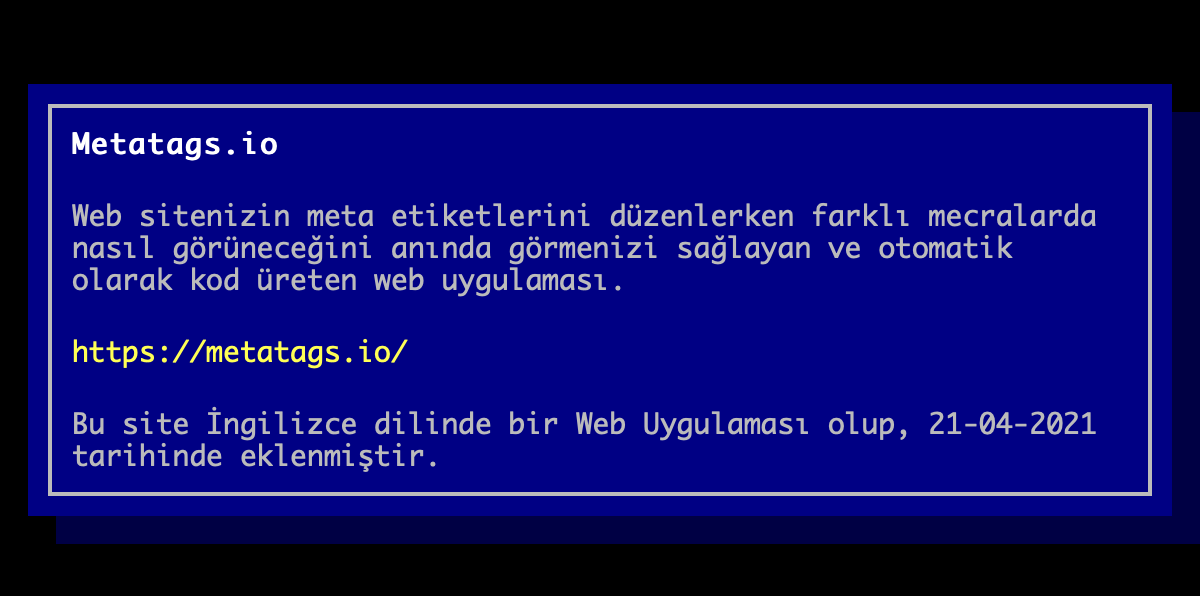 Metatags.io
Web sitenizin meta etiketlerini düzenlerken farklı mecralarda
nasıl görüneceğini anında görmenizi sağlayan ve otomatik
olarak kod üreten web uygulaması.
https://metatags.io/
Bu site İngilizce dilinde bir Web Uygulaması olup, 21-04-2021
tarihinde eklenmiştir.